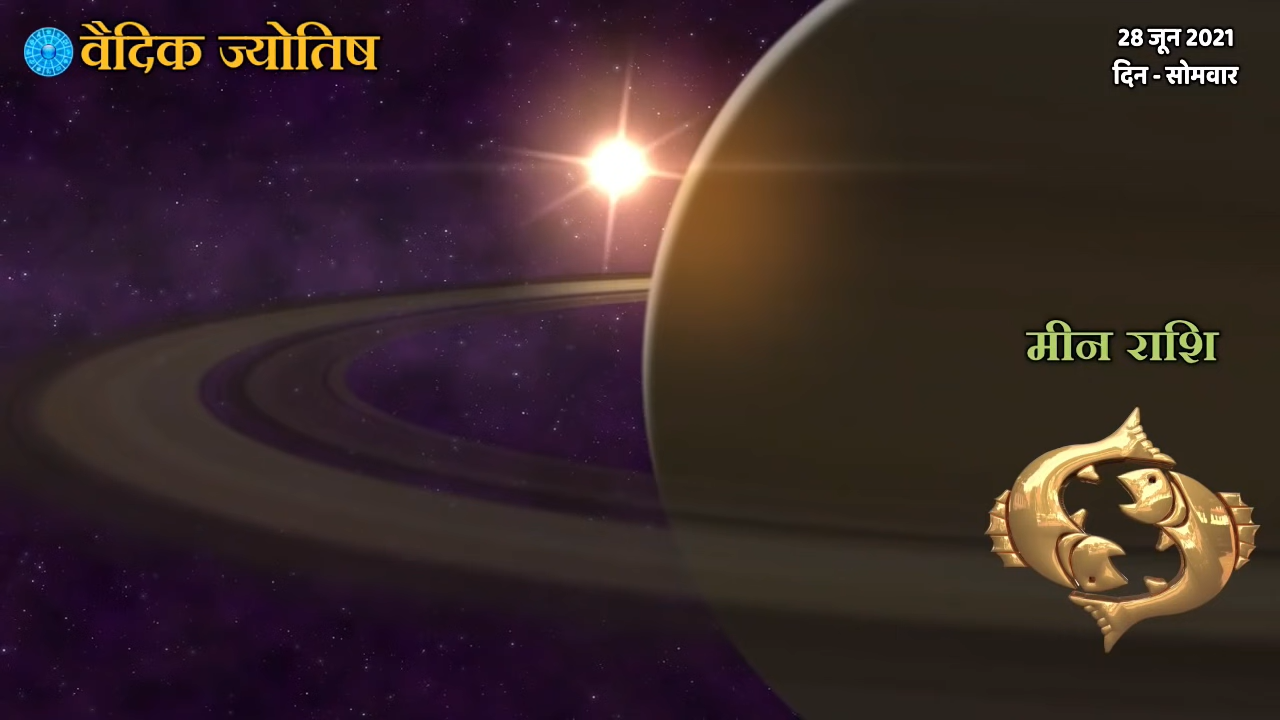 वैदिक ज्योतिष
28 जून 2021
दिन - सोमवार
मीन राशि